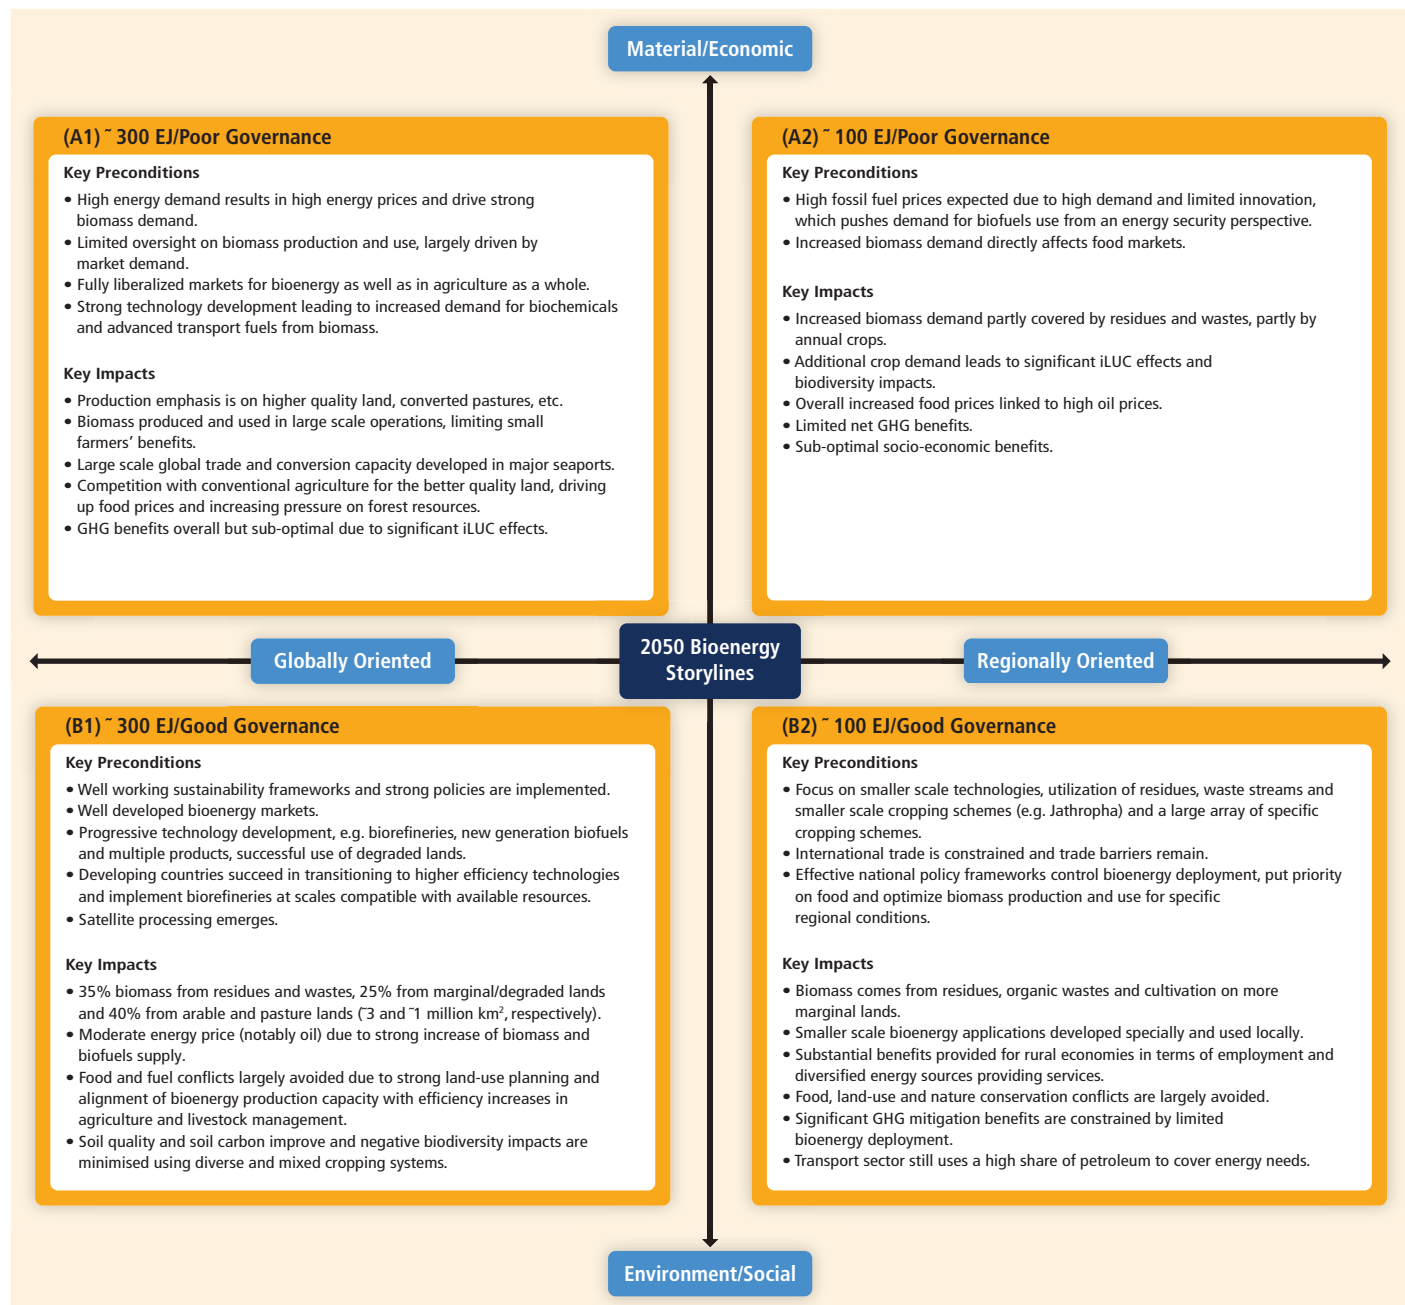 Material/Economic
(A1) ˜ 300 EJ/Poor Governance
Key Preconditions
• High energy demand results in high energy prices and drive strong
biomass demand.
• Limited oversight on biomass production and use, largely driven by
market demand.
• Fully liberalized markets for bioenergy as well as in agriculture as a whole.
• Strong technology development leading to increased demand for biochemicals
and advanced transport fuels from biomass.
Key Impacts
• Production emphasis is on higher quality land, converted pastures, etc.
• Biomass produced and used in large scale operations, limiting small
farmers’ benefits.
• Large scale global trade and conversion capacity developed in major seaports.
• Competition with conventional agriculture for the better quality land, driving
up food prices and increasing pressure on forest resources.
• GHG benefits overall but sub-optimal due to significant iLUC effects.
(A2) ˜ 100 EJ/Poor Governance
Key Preconditions
• High fossil fuel prices expected due to high demand and limited innovation,
which pushes demand for biofuels use from an energy security perspective.
• Increased biomass demand directly affects food markets.
Key Impacts
• Increased biomass demand partly covered by residues and wastes, partly by
annual crops.
• Additional crop demand leads to significant iLUC effects and
biodiversity impacts.
• Overall increased food prices linked to high oil prices.
• Limited net GHG benefits.
• Sub-optimal socio-economic benefits.
Globally Oriented
2050 Bioenergy
Storylines
Regionally Oriented
(B1) ˜ 300 EJ/Good Governance
Key Preconditions
• Well working sustainability frameworks and strong policies are implemented.
• Well developed bioenergy markets.
• Progressive technology development, e.g. biorefineries, new generation biofuels
and multiple products, successful use of degraded lands.
• Developing countries succeed in transitioning to higher efficiency technologies
and implement biorefineries at scales compatible with available resources.
• Satellite processing emerges.
Key Impacts
• 35% biomass from residues and wastes, 25% from marginal/degraded lands
and 40% from arable and pasture lands (˜3 and ˜1 million km², respectively).
• Moderate energy price (notably oil) due to strong increase of biomass and
biofuels supply.
• Food and fuel conflicts largely avoided due to strong land-use planning and
alignment of bioenergy production capacity with efficiency increases in
agriculture and livestock management.
• Soil quality and soil carbon improve and negative biodiversity impacts are
minimised using diverse and mixed cropping systems.
(B2) ˜ 100 EJ/Good Governance
Key Preconditions
• Focus on smaller scale technologies, utilization of residues, waste streams and
smaller scale cropping schemes (e.g. Jathropha) and a large array of specific
cropping schemes.
• International trade is constrained and trade barriers remain.
• Effective national policy frameworks control bioenergy deployment, put priority
on food and optimize biomass production and use for specific
regional conditions.
Key Impacts
• Biomass comes from residues, organic wastes and cultivation on more
marginal lands.
• Smaller scale bioenergy applications developed specially and used locally.
• Substantial benefits provided for rural economies in terms of employment and
diversified energy sources providing services.
• Food, land-use and nature conservation conflicts are largely avoided.
• Significant GHG mitigation benefits are constrained by limited
bioenergy deployment.
• Transport sector still uses a high share of petroleum to cover energy needs.
Environment/Social